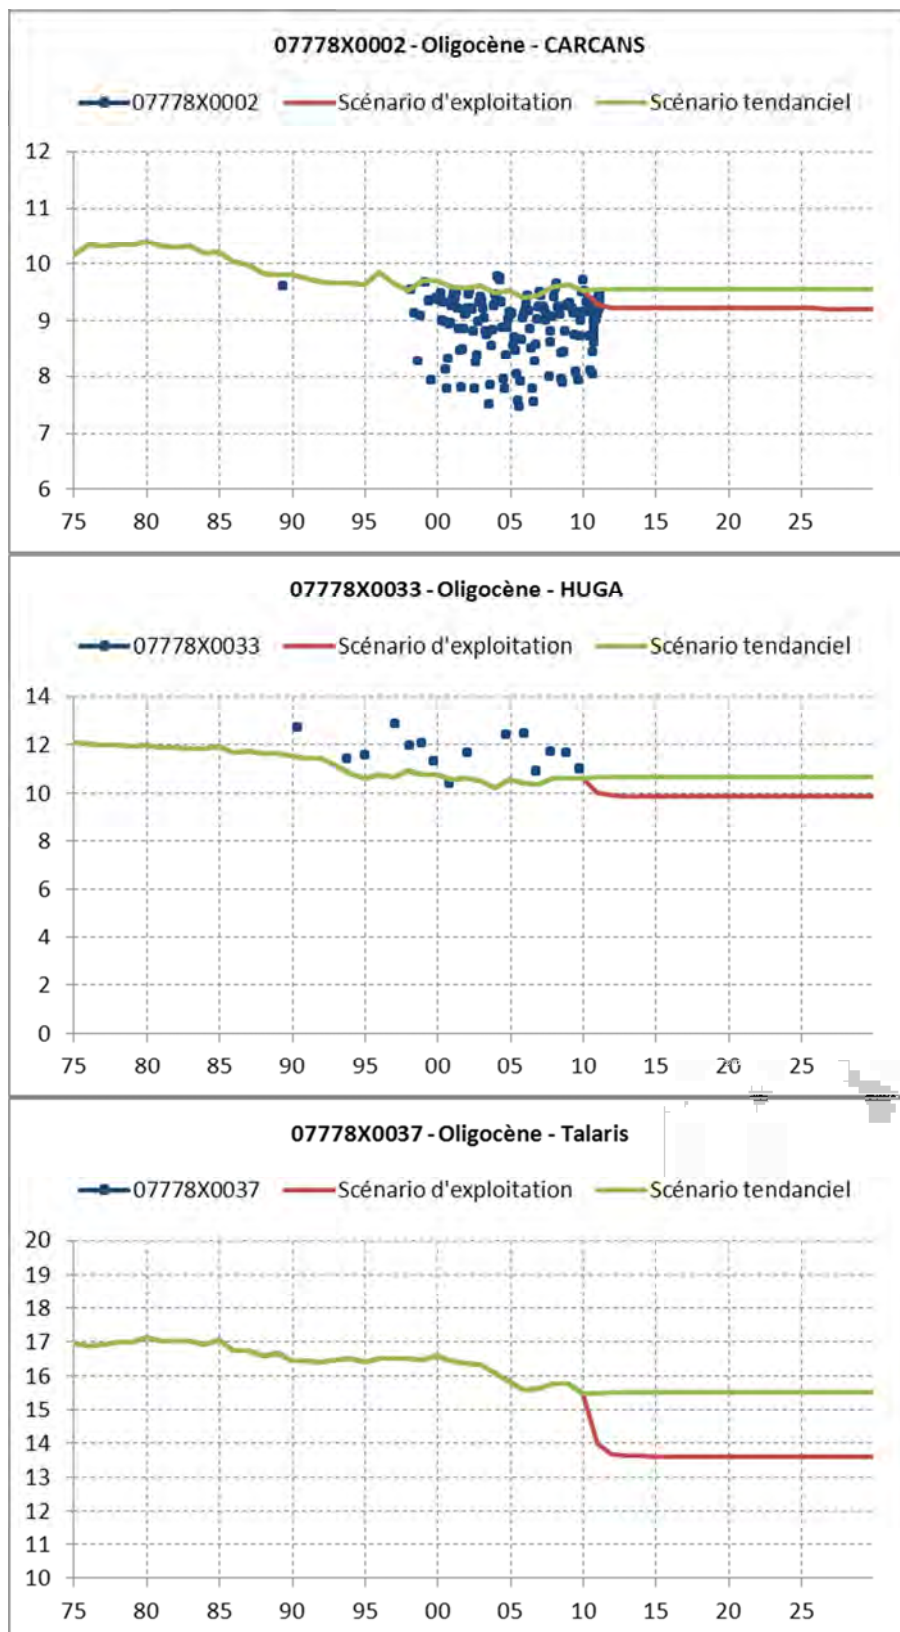 07778X0002 - Oligocène - CARCANS
07778X0002 Scénario d'exploitation Scénario tendanciel
12
11
10
9
8
7
6
75 80 85 90 95 00 05 10 15 20 25
07778X0033 - Oligocène - HUGA
07778X0033 Scénario d'exploitation Scénario tendanciel
14
12
10
8
6
4
2
0
75 80 85 90 95 00 05 10 15 20 25
07778X0037 - Oligocène - Talaris
07778X0037 Scénario d'exploitation Scénario tendanciel
20
19
18
17
16
15
14
13
12
11
10
75 80 85 90 95 00 05 10 15 20 25